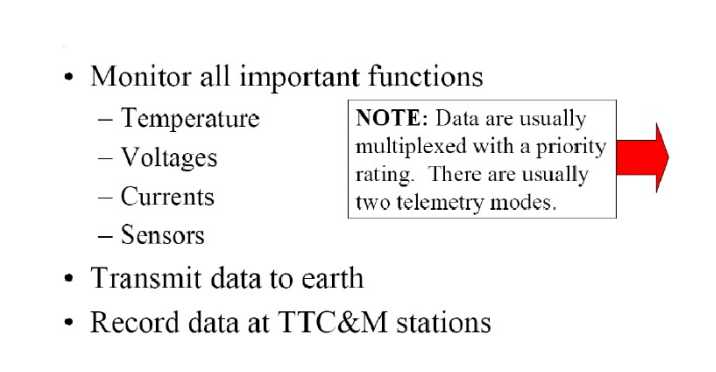 • Monitor all important functions
– Temperature
– Voltages
– Currents
– Sensors
NOTE: Data are usually
multiplexed with a priority
rating. There are usually
two telemetry modes.
• Transmit data to earth
• Record data at TTC&M stations